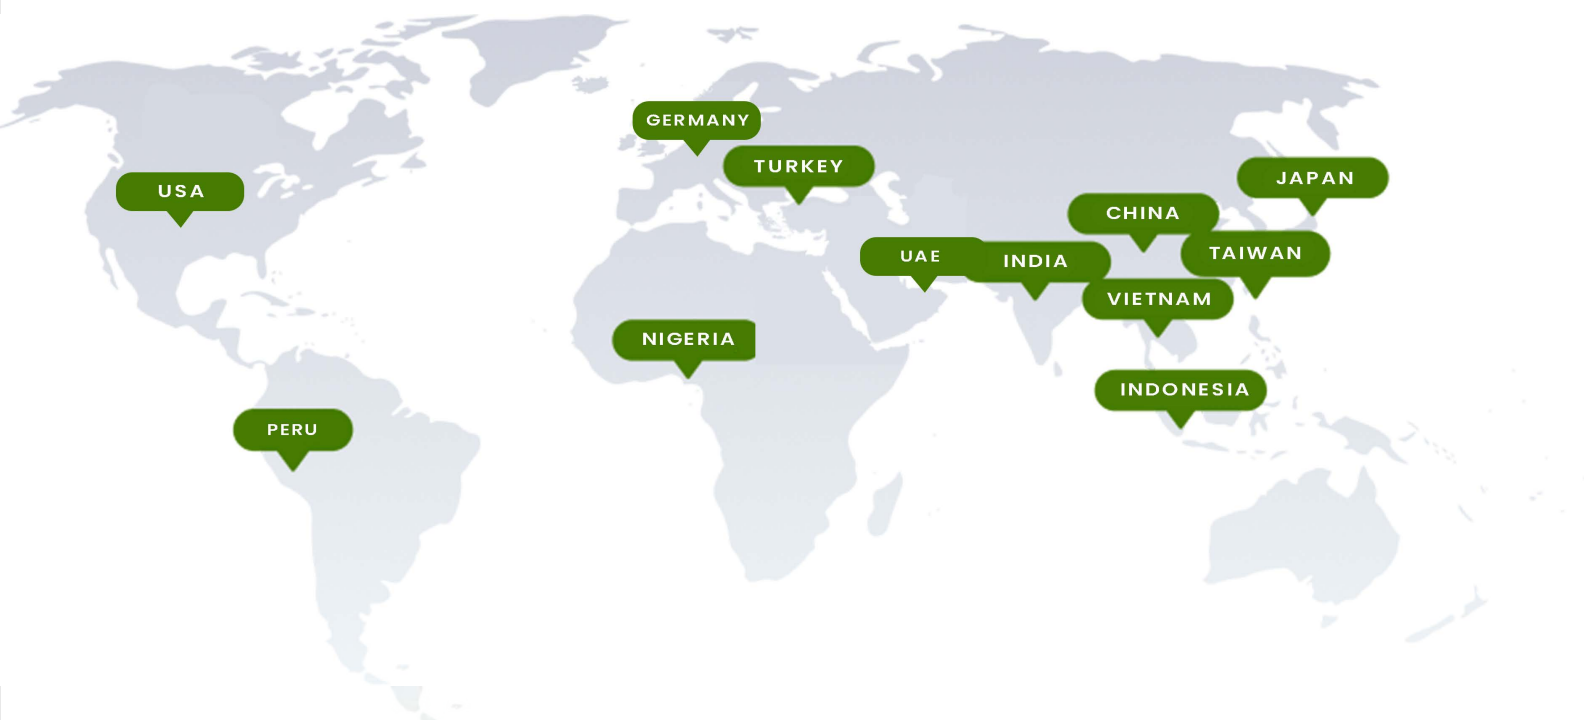 GERMANY
TURKEY
USA
JAPAN
CHINA
UAE
INDIA
TAIWAN
VIETNAM
NIGERIA
INDONESIA
PERU